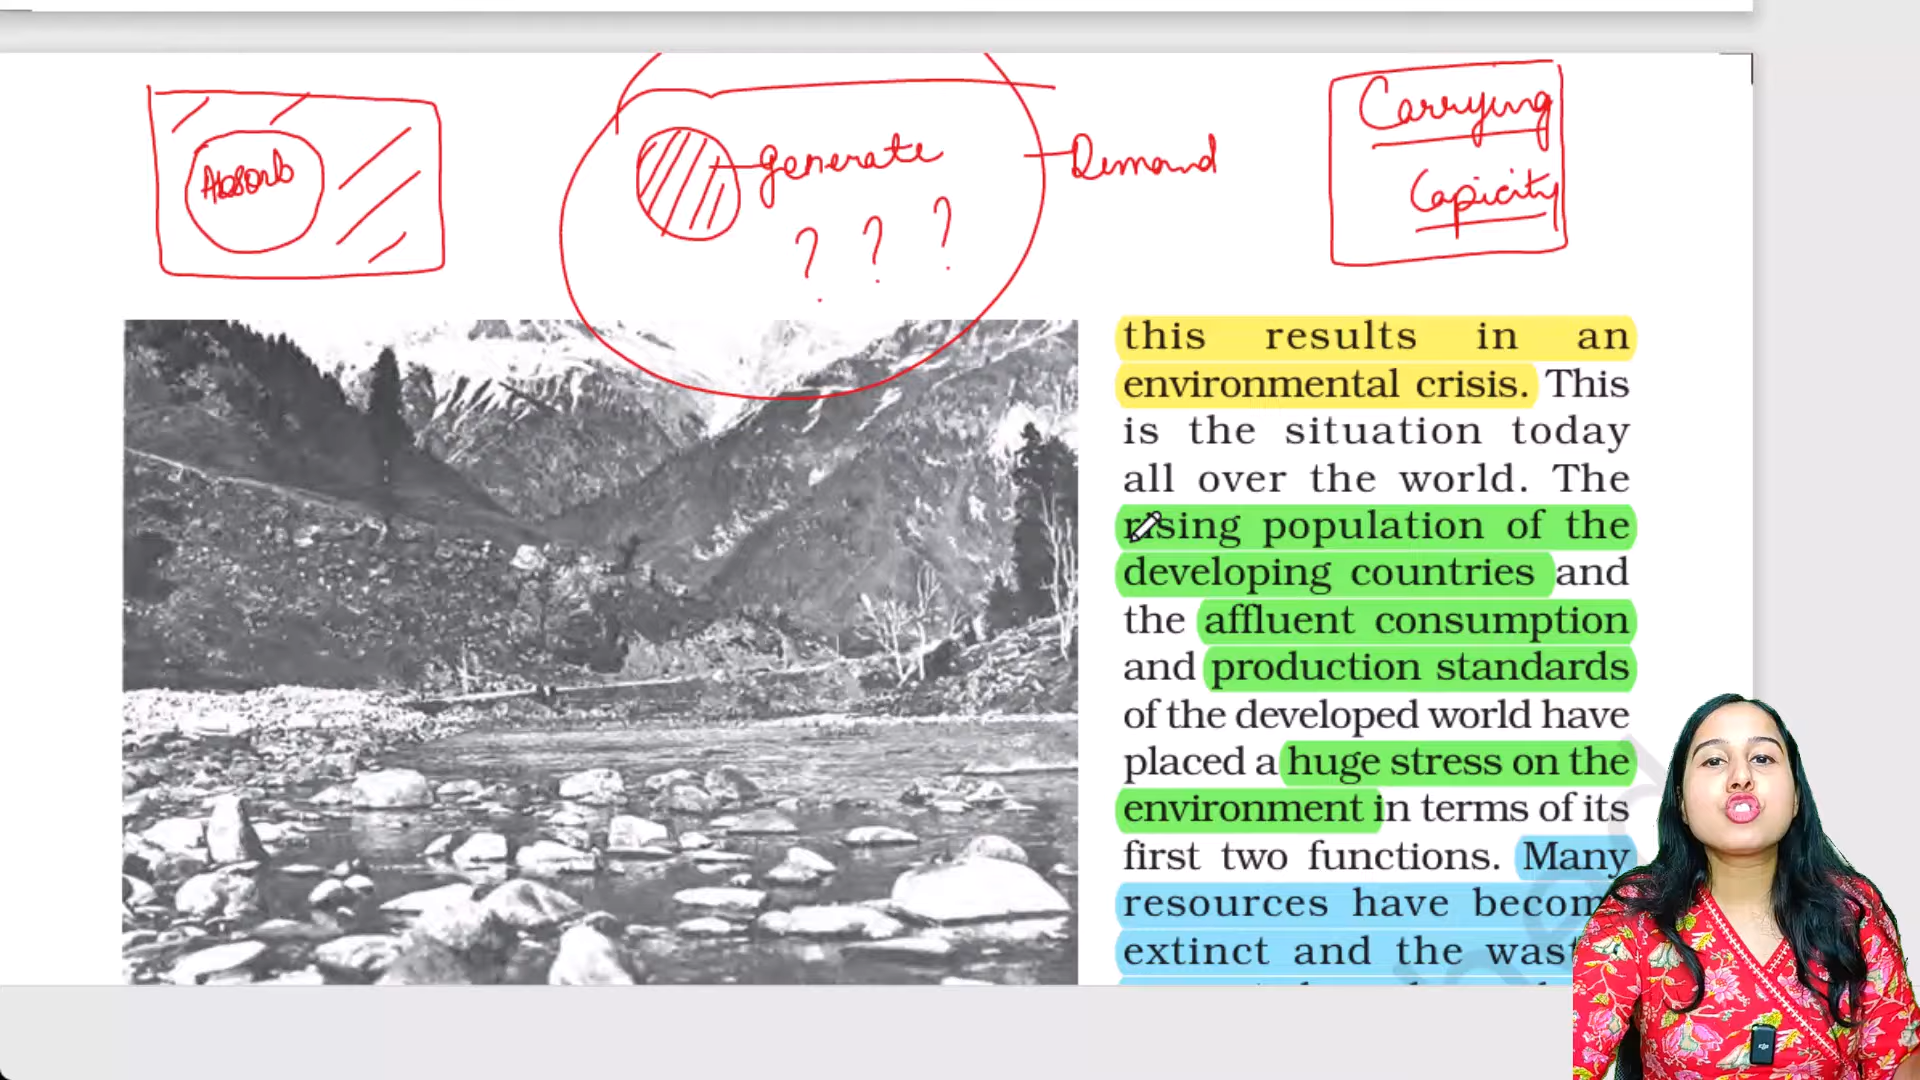 Absorb
generate
Demand
? ? ?
Carrying
Capicity
this results in an
environmental crisis. This
is the situation today
all over the world. The
rising population of the
developing countries and
the affluent consumption
and production standards
of the developed world have
placed a huge stress on the
environment in terms of its
first two functions. Many
resources have become
extinct and the